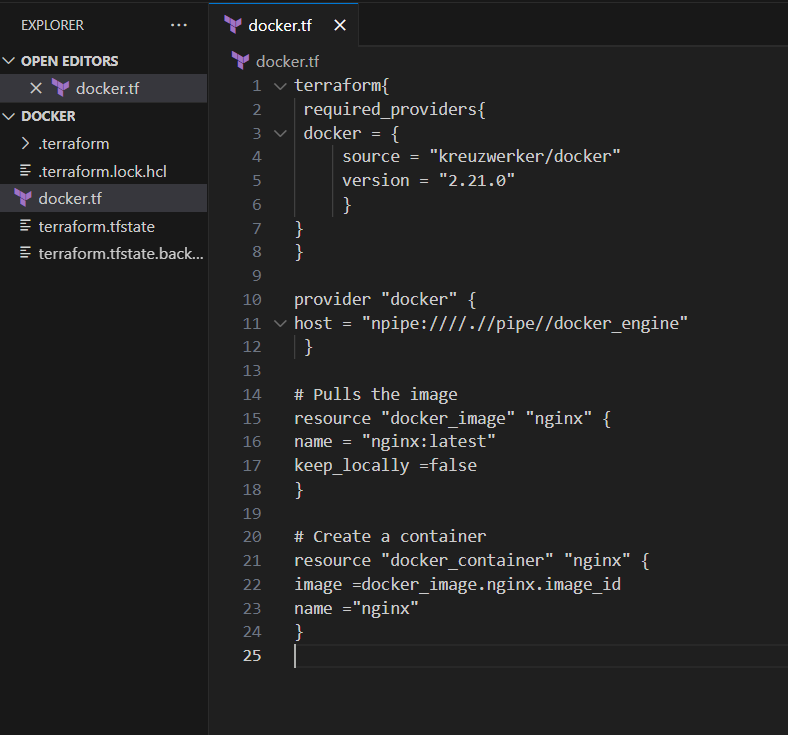 EXPLORER
OPEN EDITORS
docker.tf
DOCKER
.terraform
.terraform.lock.hcl
docker.tf
terraform.tfstate
terraform.tfstate.back...
docker.tf
docker.tf
1 terraform{
2 required_providers{
3 docker = {
4 source = "kreuzwerker/docker"
5 version = "2.21.0"
6 }
7 }
8 }
9
10 provider "docker" {
11 host = "npipe:////.//pipe//docker_engine"
12 }
13
14 # Pulls the image
15 resource "docker_image" "nginx" {
16 name = "nginx:latest"
17 keep_locally =false
18 }
19
20 # Create a container
21 resource "docker_container" "nginx" {
22 image =docker_image.nginx.image_id
23 name ="nginx"
24 }
25